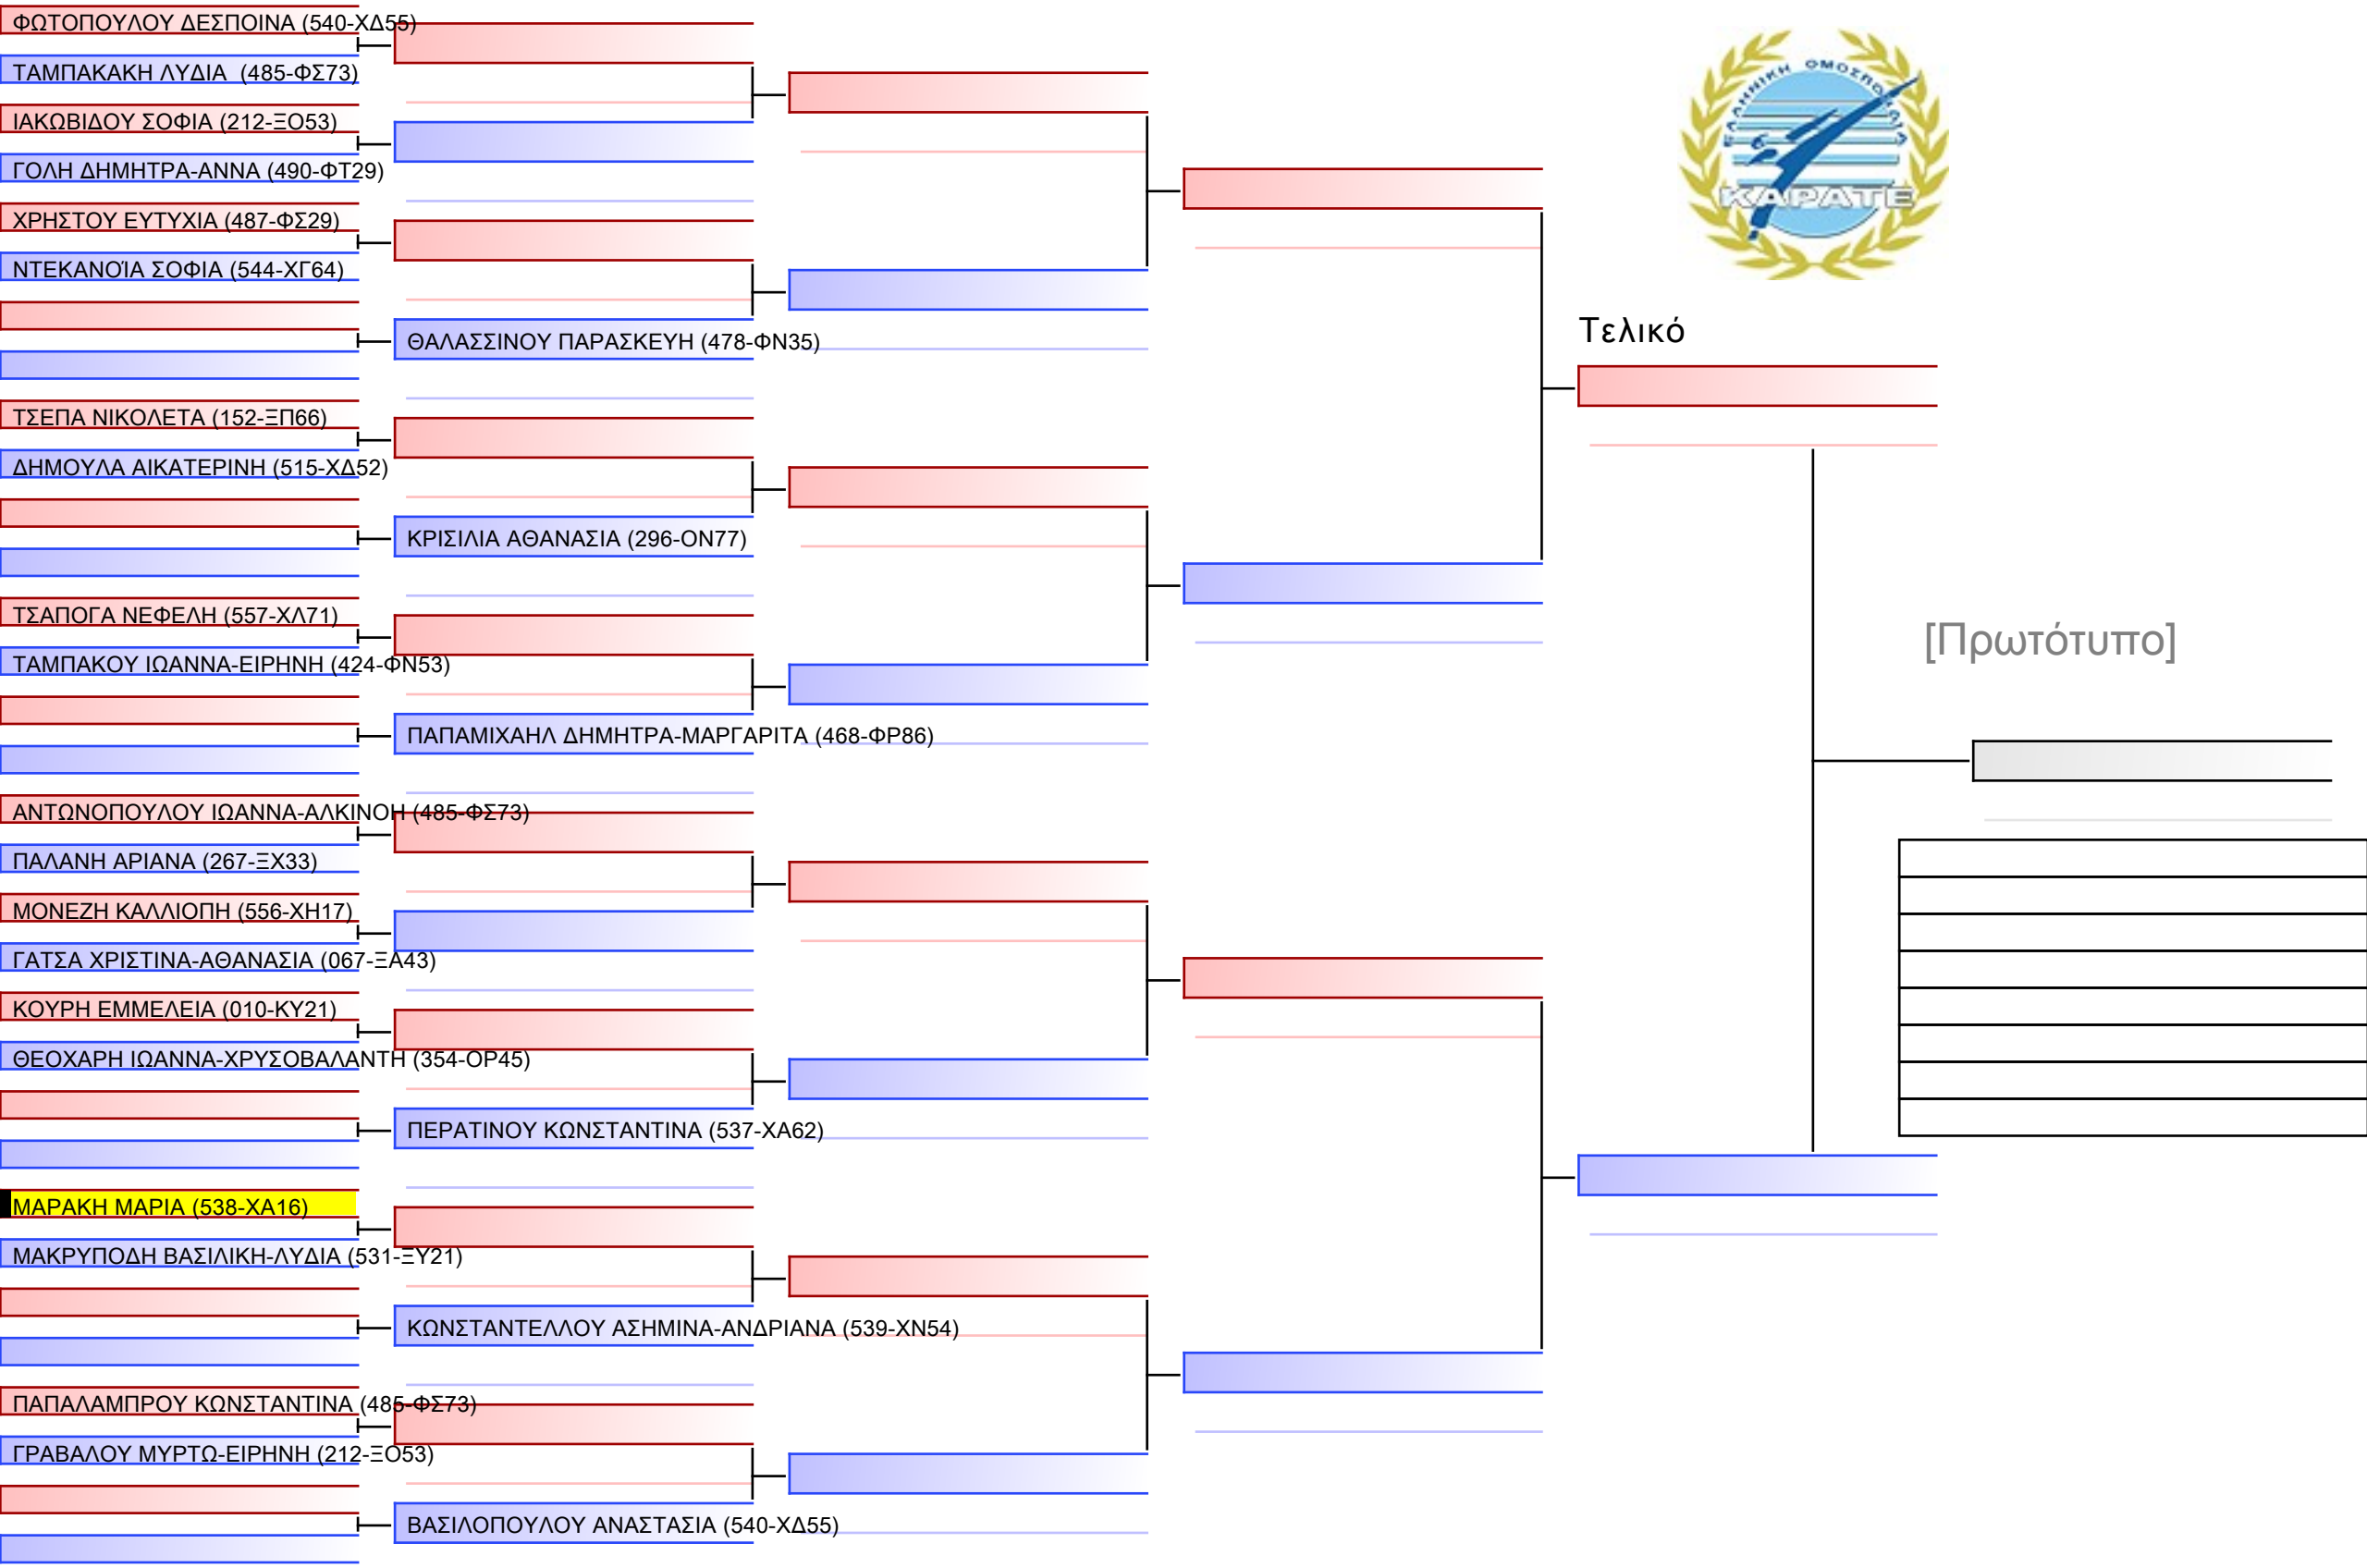 ΦΩΤΟΠΟΥΛΟΥ ΔΕΣΠΟΙΝΑ (540-ΧΔ55)
ΤΑΜΠΑΚΑΚΗ ΛΥΔΙΑ  (485-ΦΣ73)
ΙΑΚΩΒΙΔΟΥ ΣΟΦΙΑ (212-ΞΟ53)
ΓΟΛΗ ΔΗΜΗΤΡΑ-ΑΝΝΑ (490-ΦΤ29)
ΧΡΗΣΤΟΥ ΕΥΤΥΧΙΑ (487-ΦΣ29)
ΝΤΕΚΑΝΟΊΑ ΣΟΦΙΑ (544-ΧΓ64)
ΤΣΕΠΑ ΝΙΚΟΛΕΤΑ (152-ΞΠ66)
ΔΗΜΟΥΛΑ ΑΙΚΑΤΕΡΙΝΗ (515-ΧΔ52)
ΤΣΑΠΟΓΑ ΝΕΦΕΛΗ (557-ΧΛ71)
ΤΑΜΠΑΚΟΥ ΙΩΑΝΝΑ-ΕΙΡΗΝΗ (424-ΦΝ53)
ΑΝΤΩΝΟΠΟΥΛΟΥ ΙΩΑΝΝΑ-ΑΛΚΙΝΟΗ (485-ΦΣ73)
ΠΑΛΑΝΗ ΑΡΙΑΝΑ (267-ΞΧ33)
ΜΟΝΕΖΗ ΚΑΛΛΙΟΠΗ (556-ΧΗ17)
ΓΑΤΣΑ ΧΡΙΣΤΙΝΑ-ΑΘΑΝΑΣΙΑ (067-ΞΑ43)
ΚΟΥΡΗ ΕΜΜΕΛΕΙΑ (010-ΚΥ21)
ΘΕΟΧΑΡΗ ΙΩΑΝΝΑ-ΧΡΥΣΟΒΑΛΑΝΤΗ (354-ΟΡ45)
ΜΑΡΑΚΗ ΜΑΡΙΑ (538-ΧΑ16)
ΜΑΚΡΥΠΟΔΗ ΒΑΣΙΛΙΚΗ-ΛΥΔΙΑ (531-ΞΥ21)
ΠΑΠΑΛΑΜΠΡΟΥ ΚΩΝΣΤΑΝΤΙΝΑ (485-ΦΣ73)
ΓΡΑΒΑΛΟΥ ΜΥΡΤΩ-ΕΙΡΗΝΗ (212-ΞΟ53)
ΘΑΛΑΣΣΙΝΟΥ ΠΑΡΑΣΚΕΥΗ (478-ΦΝ35)
ΚΡΙΣΙΛΙΑ ΑΘΑΝΑΣΙΑ (296-ΟΝ77)
ΠΑΠΑΜΙΧΑΗΛ ΔΗΜΗΤΡΑ-ΜΑΡΓΑΡΙΤΑ (468-ΦΡ86)
ΠΕΡΑΤΙΝΟΥ ΚΩΝΣΤΑΝΤΙΝΑ (537-ΧΑ62)
ΚΩΝΣΤΑΝΤΕΛΛΟΥ ΑΣΗΜΙΝΑ-ΑΝΔΡΙΑΝΑ (539-ΧΝ54)
ΒΑΣΙΛΟΠΟΥΛΟΥ ΑΝΑΣΤΑΣΙΑ (540-ΧΔ55)
ΕΛΛΗΝΙΚΗ ΟΜΟΣΠΟΝΔΙΑ
ΚΑΡΑΤΕ
Τελικό
[Πρωτότυπο]